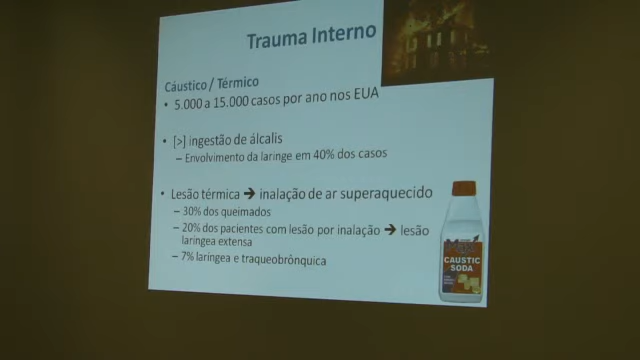 Trauma Interno
Cáustico / Térmico
• 5.000 a 15.000 casos por ano nos EUA
• [>] ingestão de álcalis
– Envolvimento da laringe em 40% dos casos
• Lesão térmica → inalação de ar superaquecido
– 30% dos queimados
– 20% dos pacientes com lesão por inalação → lesão
laríngea extensa
– 7% laríngea e traqueobrônquica
CAUSTIC
SODA